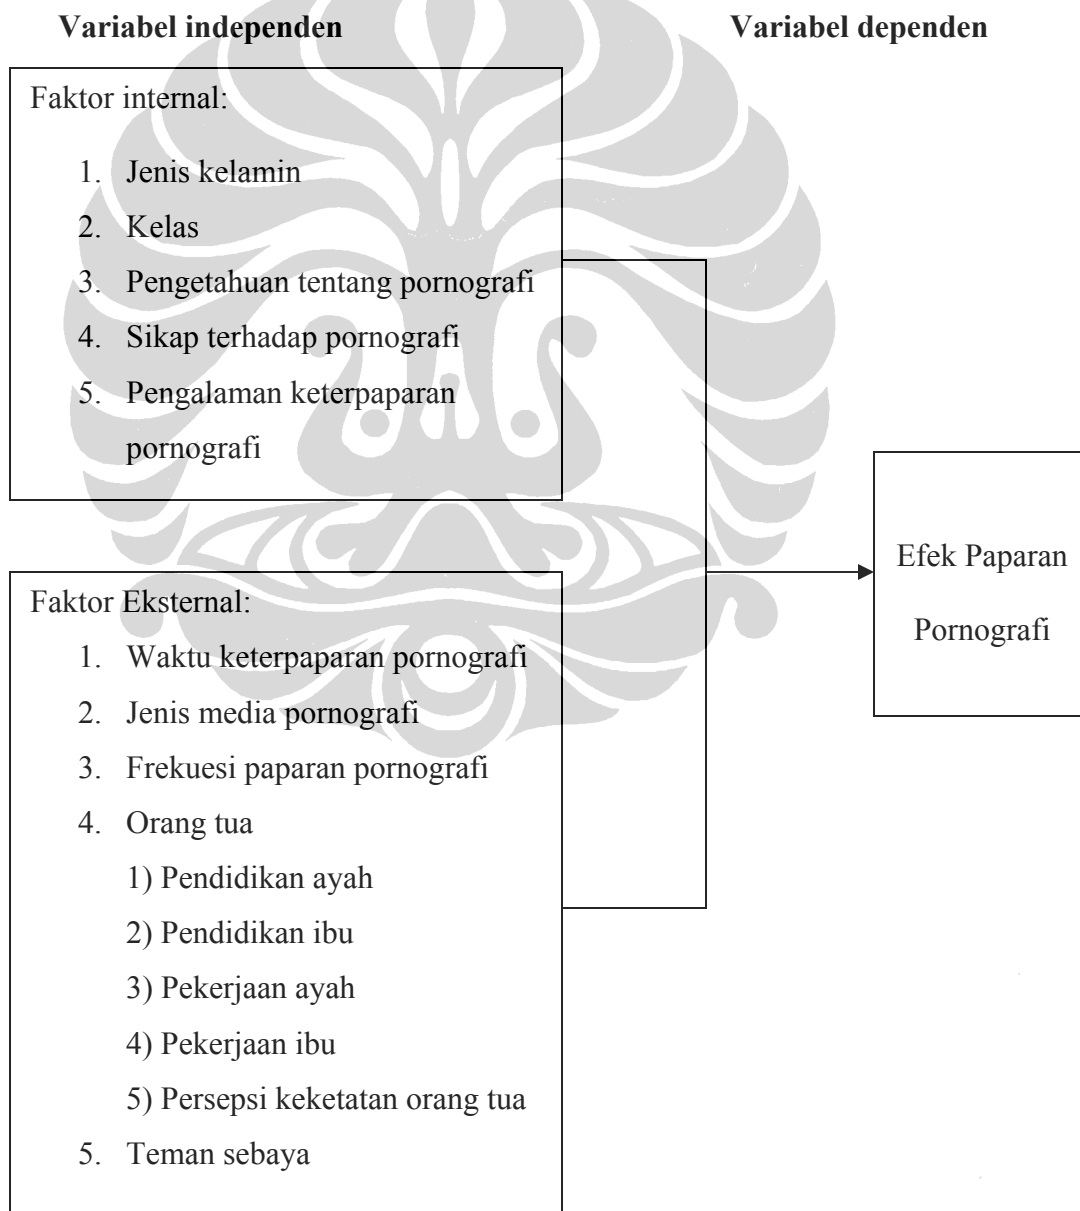 Variabel independen
Variabel dependen
Faktor internal:
1. Jenis kelamin
2. Kelas
3. Pengetahuan tentang pornografi
4. Sikap terhadap pornografi
5. Pengalaman keterpaparan
pornografi
Faktor Eksternal:
1. Waktu keterpaparan pornografi
2. Jenis media pornografi
3. Frekuesi paparan pornografi
4. Orang tua
1) Pendidikan ayah
2) Pendidikan ibu
3) Pekerjaan ayah
4) Pekerjaan ibu
5) Persepsi keketatan orang tua
5. Teman sebaya
Efek Paparan
Pornografi